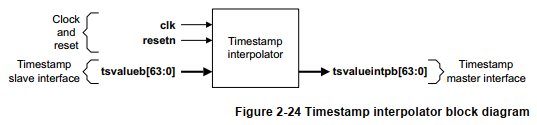 Clock
and
reset
clk
resetn
Timestamp
interpolator
Timestamp
slave interface
tsvalueb[63:0]
tsvalueintpb[63:0]
Timestamp
master interface
Figure 2-24 Timestamp interpolator block diagram